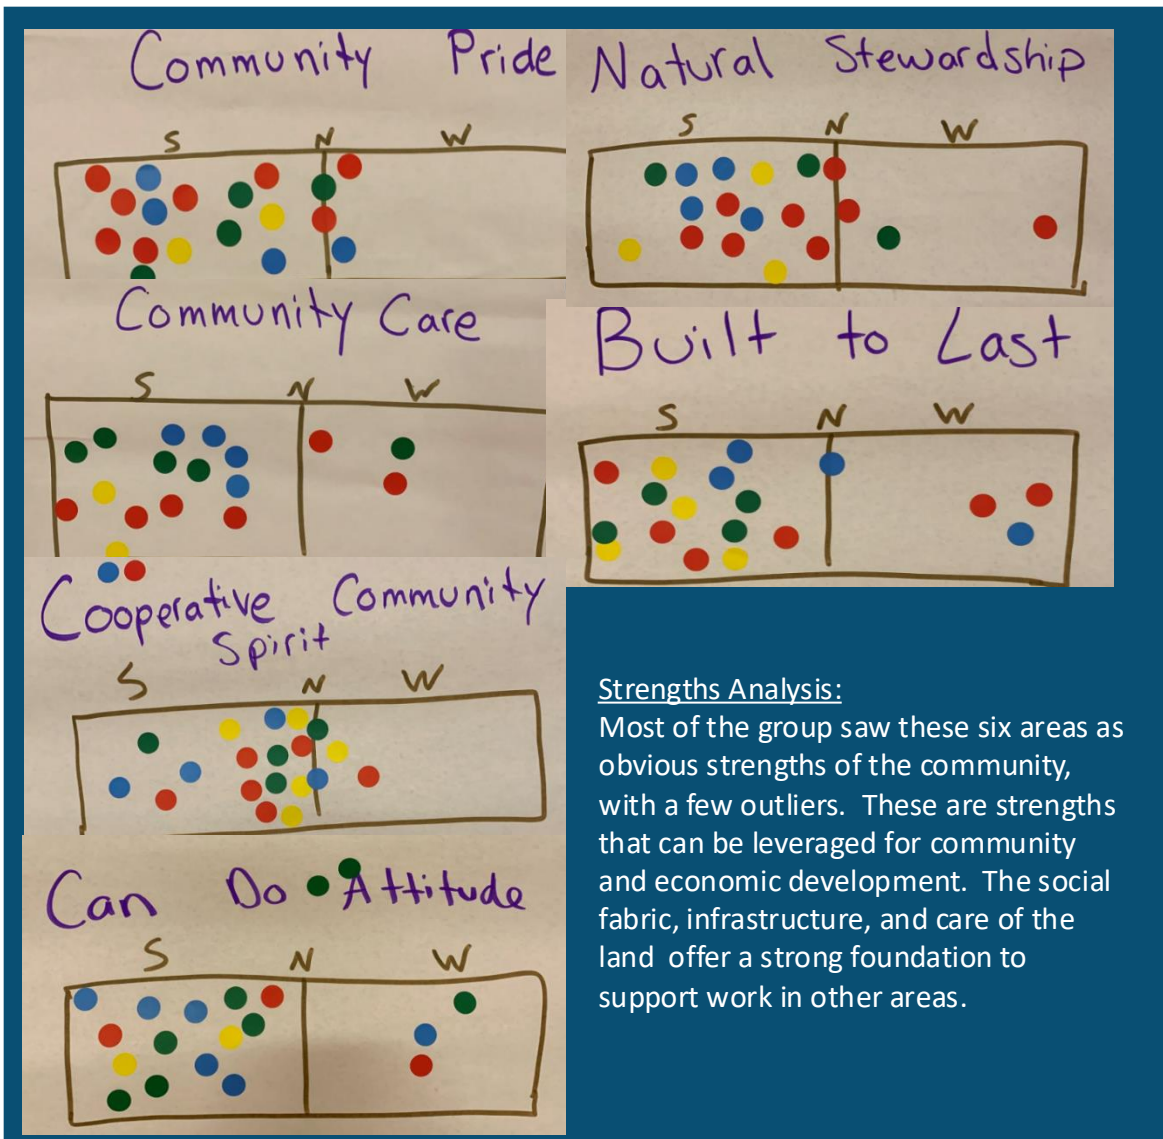 Community Pride
S N W
Natural Stewardship
S N W
Community Care
S N W
Built to Last
S N W
Cooperative Community
Spirit
S N W
Can Do Attitude
S N W
Strengths Analysis:
Most of the group saw these six areas as
obvious strengths of the community,
with a few outliers. These are strengths
that can be leveraged for community
and economic development. The social
fabric, infrastructure, and care of the
land offer a strong foundation to
support work in other areas.